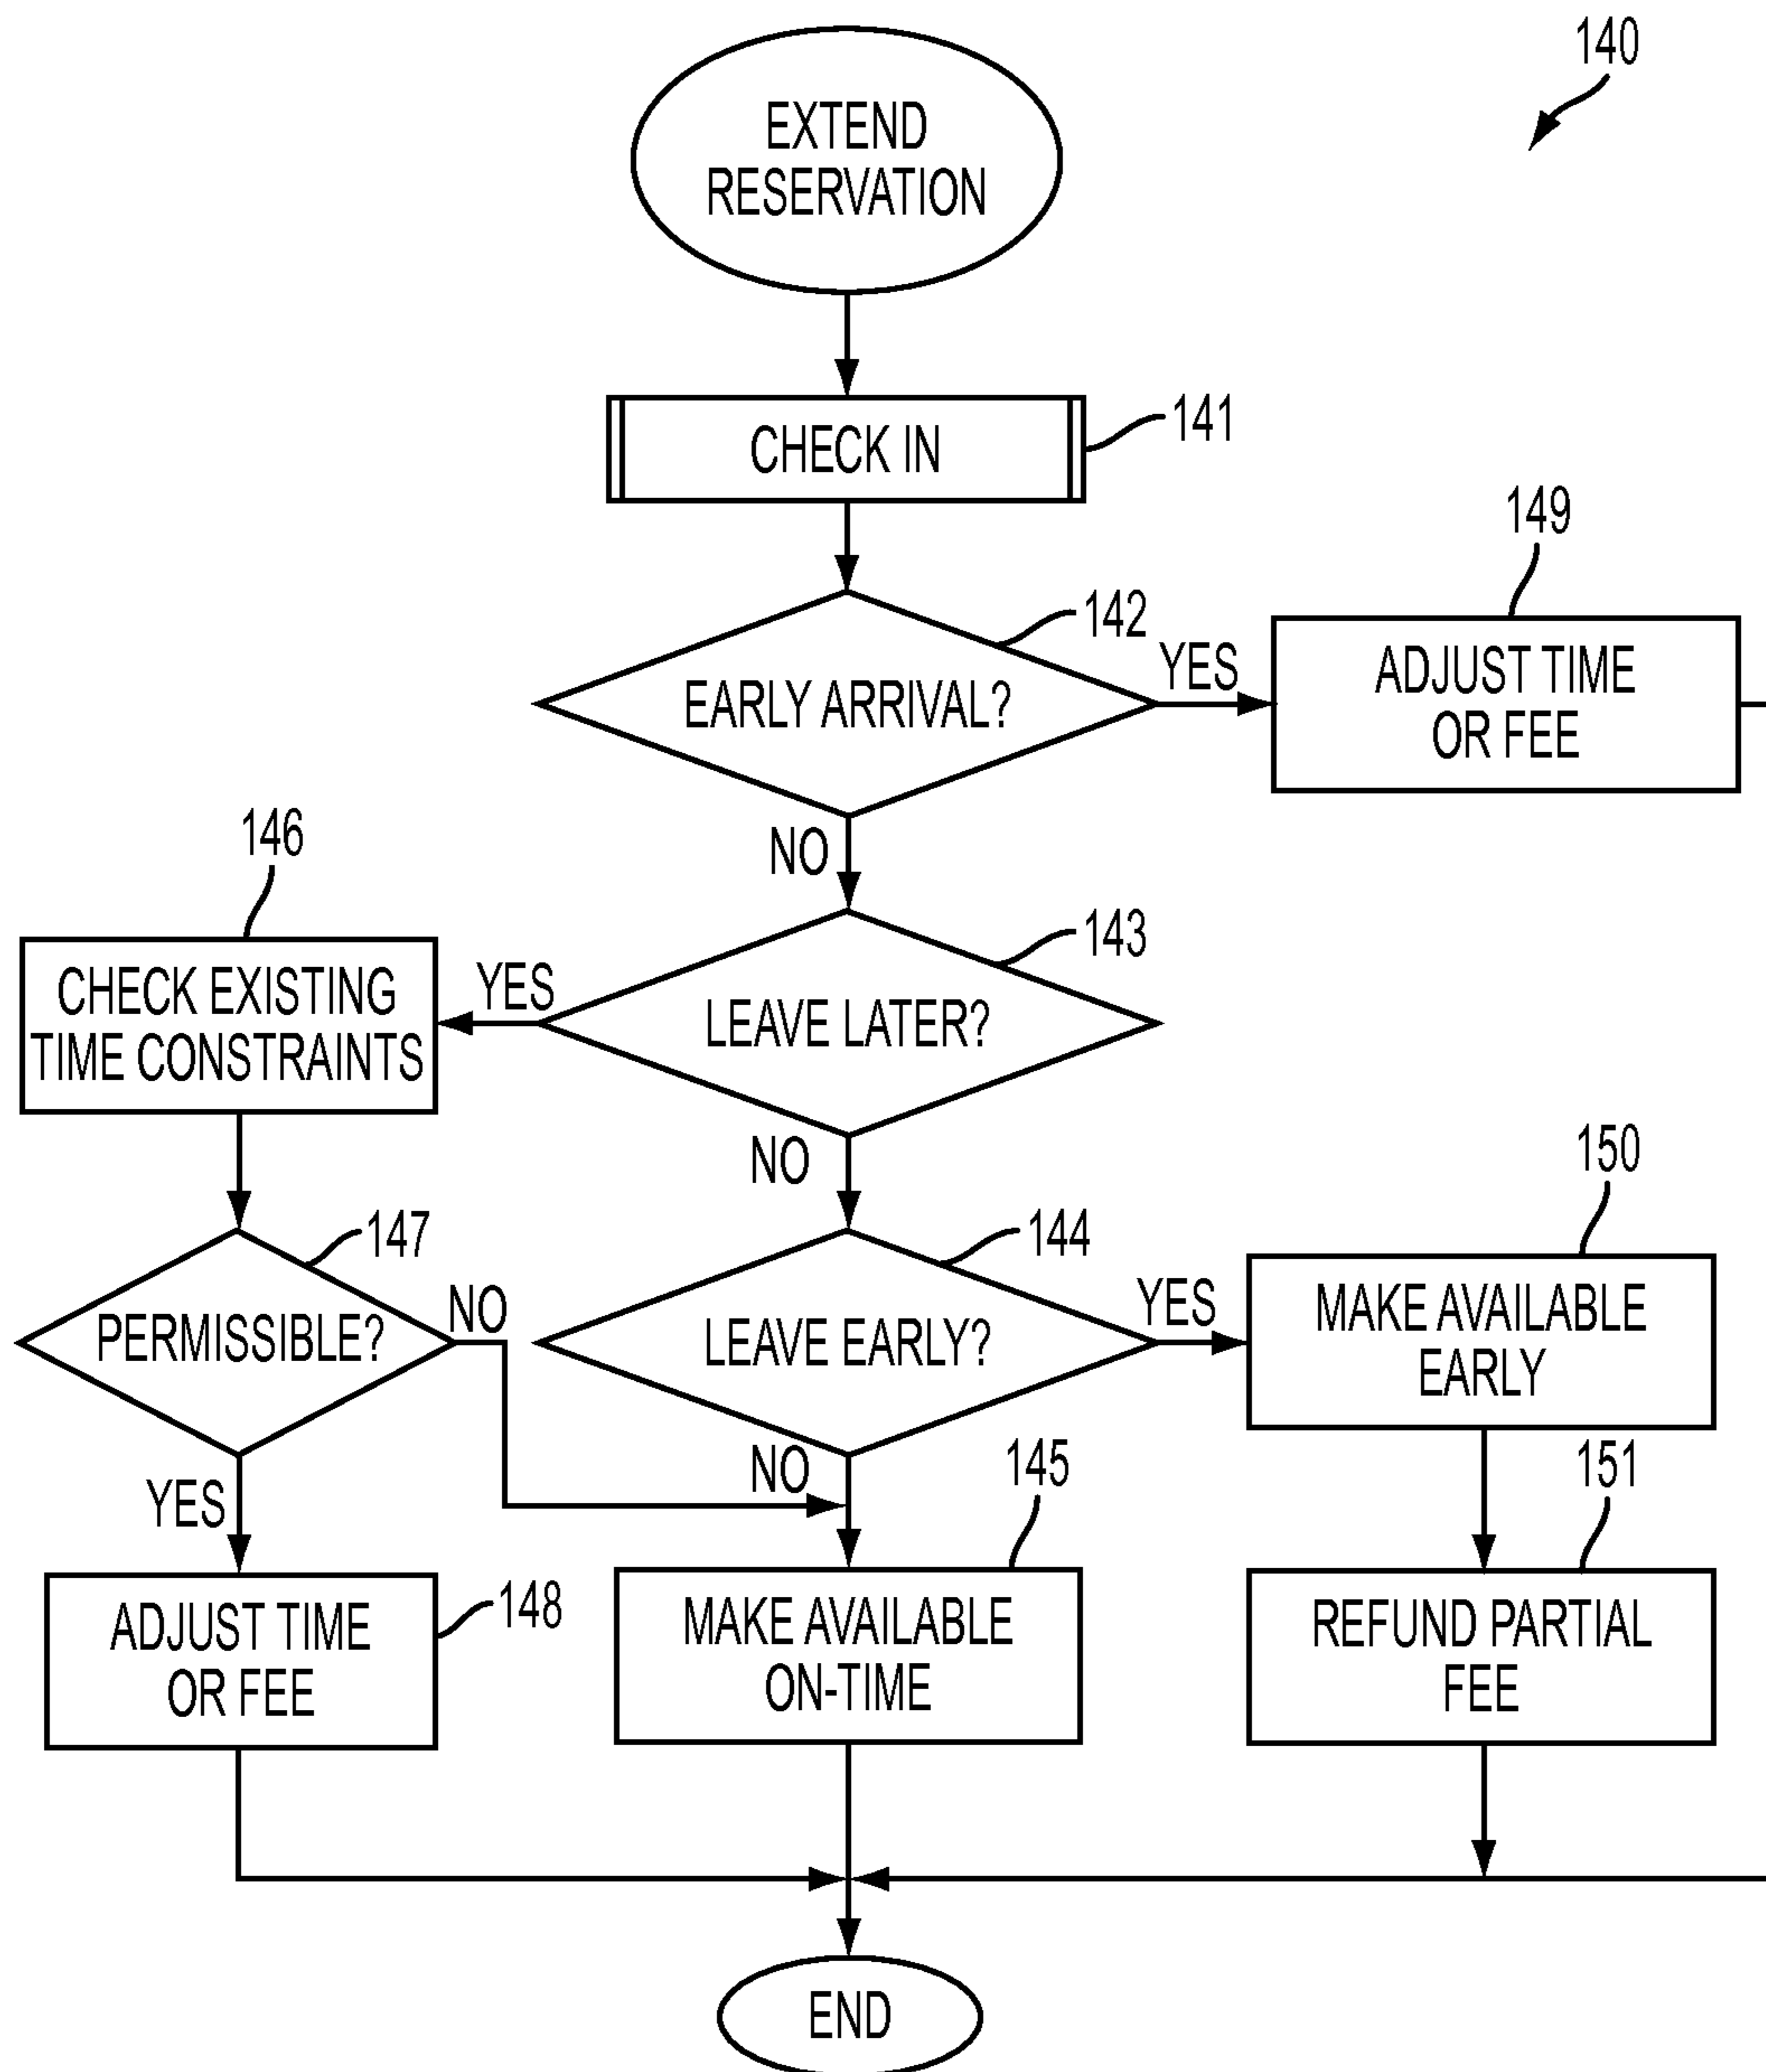 140
EXTEND
RESERVATION
CHECK IN
141
142
EARLY ARRIVAL?
YES
149
ADJUST TIME
OR FEE
NO
143
LEAVE LATER?
YES
146
CHECK EXISTING
TIME CONSTRAINTS
NO
147
PERMISSIBLE?
NO
144
LEAVE EARLY?
YES
150
MAKE AVAILABLE
EARLY
YES
148
ADJUST TIME
OR FEE
NO
145
MAKE AVAILABLE
ON-TIME
151
REFUND PARTIAL
FEE
END